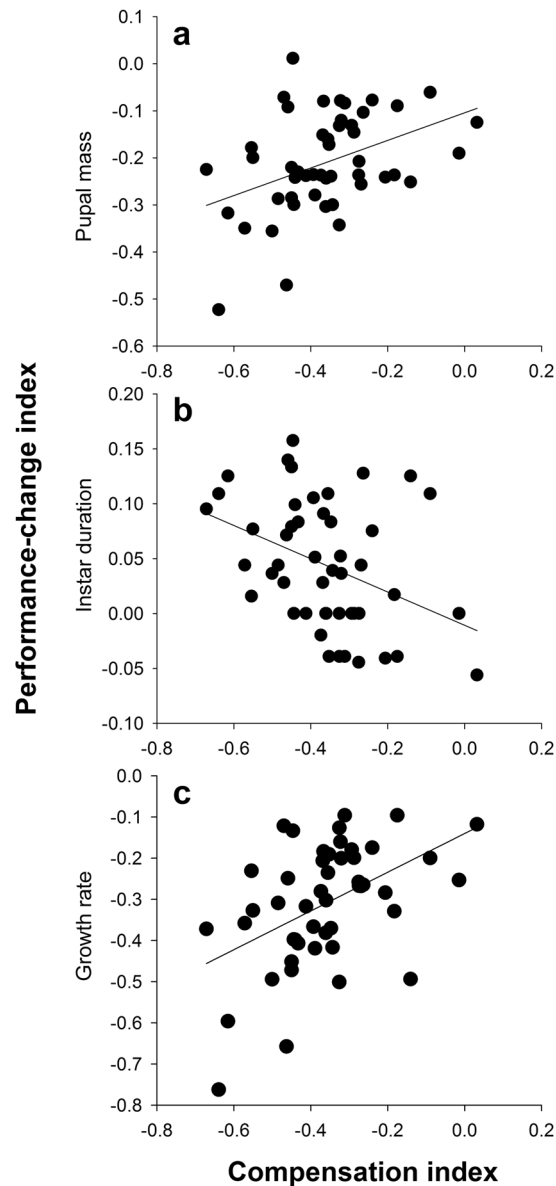 a
0.1
0.0
-0.1
-0.2
-0.3
-0.4
-0.5
-0.6
Pupal mass
-0.8 -0.6 -0.4 -0.2 0.0 0.2
Performance-change index
b
0.20
0.15
0.10
0.05
0.00
-0.05
-0.10
Instar duration
-0.8 -0.6 -0.4 -0.2 0.0 0.2
c
0.0
-0.1
-0.2
-0.3
-0.4
-0.5
-0.6
-0.7
-0.8
Growth rate
-0.8 -0.6 -0.4 -0.2 0.0 0.2
Compensation index